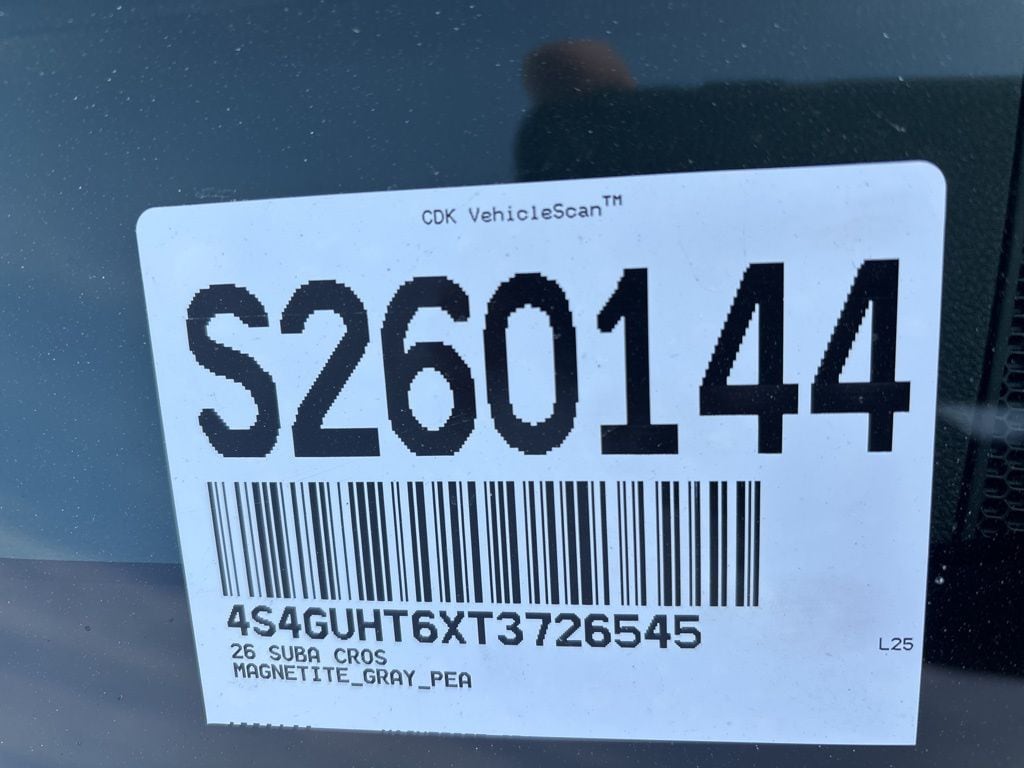 CDK VehicleScan™
S260144
4S4GUHT6XT3726545
26 SUBA CROS
L25
MAGNETITE_GRAY_PEA